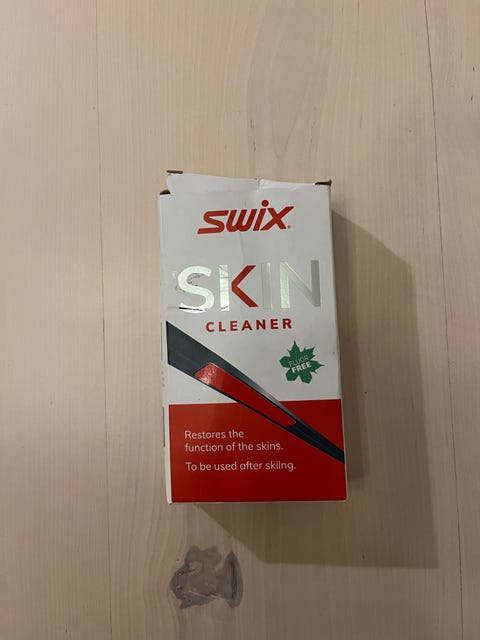 SWIX
SKIN
CLEANER
FLUOR
FREE
Restores the
function of the skins.
To be used after skiing.